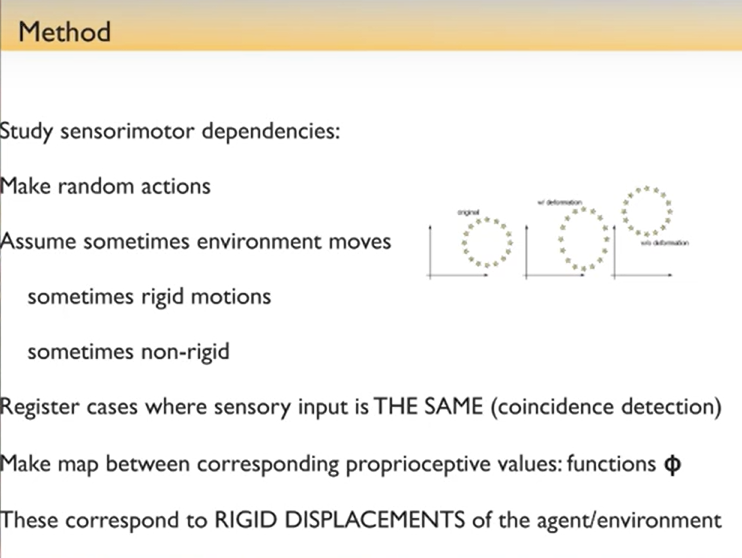 Method
Study sensorimotor dependencies:
Make random actions
Assume sometimes environment moves
sometimes rigid motions
sometimes non-rigid
original
w/ deformation
w/o deformation
Register cases where sensory input is THE SAME (coincidence detection)
Make map between corresponding proprioceptive values: functions ϕ
These correspond to RIGID DISPLACEMENTS of the agent/environment